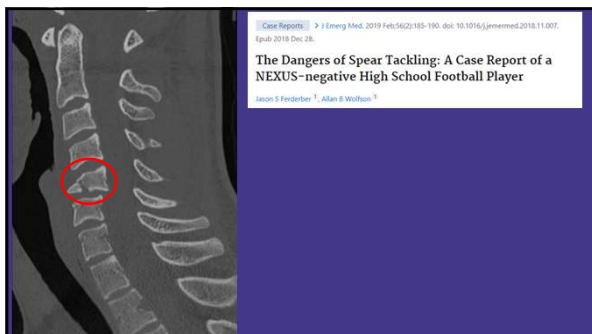 Case Reports > J Emerg Med. 2019 Feb;56(2):185-190. doi: 10.1016/j.jemermed.2018.11.007.
Epub 2018 Dec 28.
The Dangers of Spear Tackling: A Case Report of a
NEXUS-negative High School Football Player
Jason S Ferderber 1, Allan B Wolfson 1